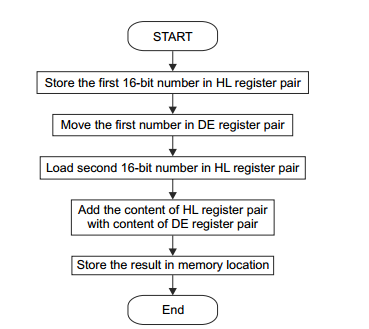 START
Store the first 16-bit number in HL register pair
Move the first number in DE register pair
Load second 16-bit number in HL register pair
Add the content of HL register pair
with content of DE register pair
Store the result in memory location
End